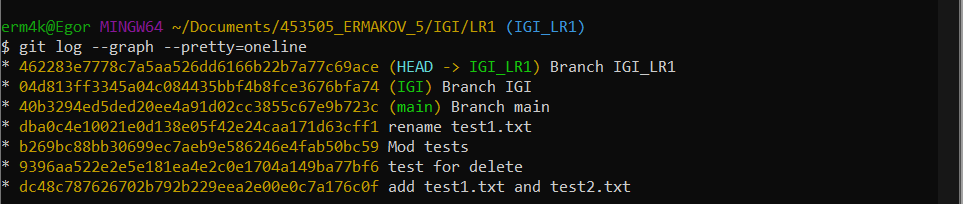 erm4k@Egor MINGW64 ~/Documents/453505_ERMAKOV_5/IGI/LR1 (IGI_LR1)
$ git log --graph --pretty=oneline
* 462283e7778c7a5aa526dd6166b22b7a77c69ace (HEAD -> IGI_LR1) Branch IGI_LR1
* 04d813ff3345a04c084435bbf4b8fce3676bfa74 (IGI) Branch IGI
* 40b3294ed5ded20ee4a91d02cc3855c67e9b723c (main) Branch main
* dba0c4e10021e0d138e05f42e24caa171d63cff1 rename test1.txt
* b269bc88bb30699ec7aeb9e586246e4fab50bc59 Mod tests
* 9396aa522e2e5e181ea4e2c0e1704a149ba77bf6 test for delete
* dc48c787626702b792b229eea2e00e0c7a176c0f add test1.txt and test2.txt